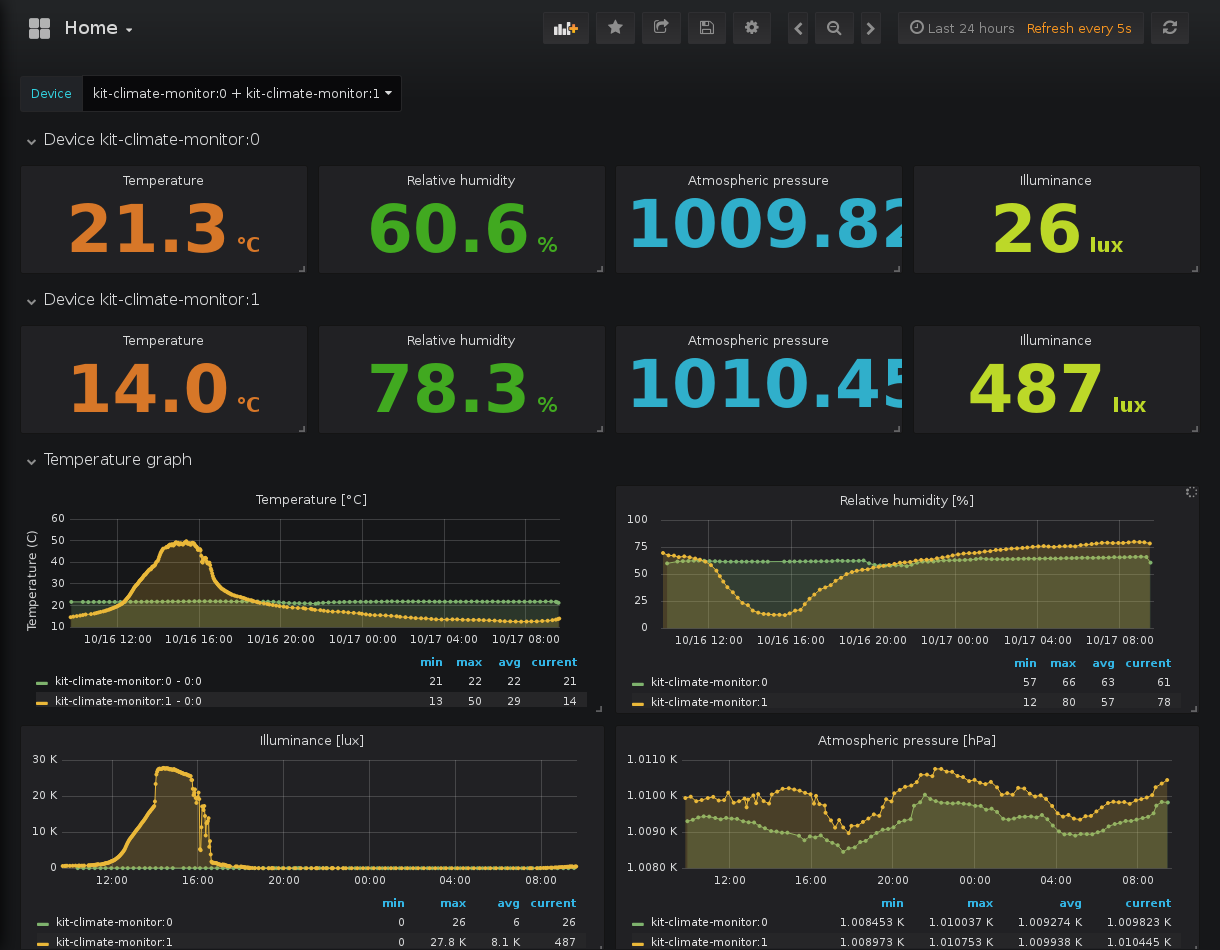 Home
Last 24 hours Refresh every 5s
Device kit-climate-monitor:0 + kit-climate-monitor:1
Device kit-climate-monitor:0
Temperature Relative humidity Atmospheric pressure Illuminance
21.3 °C 60.6 % 1009.82 26 lux
Device kit-climate-monitor:1
Temperature Relative humidity Atmospheric pressure Illuminance
14.0 °C 78.3 % 1010.45 487 lux
Temperature graph
Temperature [°C]
Temperature (C)
60
50
40
30
20
10
10/16 12:00 10/16 16:00 10/16 20:00 10/17 00:00 10/17 04:00 10/17 08:00
min max avg current
kit-climate-monitor:0 - 0:0 21 22 22 21
kit-climate-monitor:1 - 0:0 13 50 29 14
Relative humidity [%]
100
75
50
25
0
10/16 12:00 10/16 16:00 10/16 20:00 10/17 00:00 10/17 04:00 10/17 08:00
min max avg current
kit-climate-monitor:0 57 66 63 61
kit-climate-monitor:1 12 80 57 78
Illuminance [lux]
30 K
20 K
10 K
0
12:00 16:00 20:00 00:00 04:00 08:00
min max avg current
kit-climate-monitor:0 0 26 6 26
kit-climate-monitor:1 0 27.8 K 8.1 K 487
Atmospheric pressure [hPa]
1.0110 K
1.0100 K
1.0090 K
1.0080 K
12:00 16:00 20:00 00:00 04:00 08:00
min max avg current
kit-climate-monitor:0 1.008453 K 1.010037 K 1.009274 K 1.009823 K
kit-climate-monitor:1 1.008973 K 1.010753 K 1.009938 K 1.010445 K